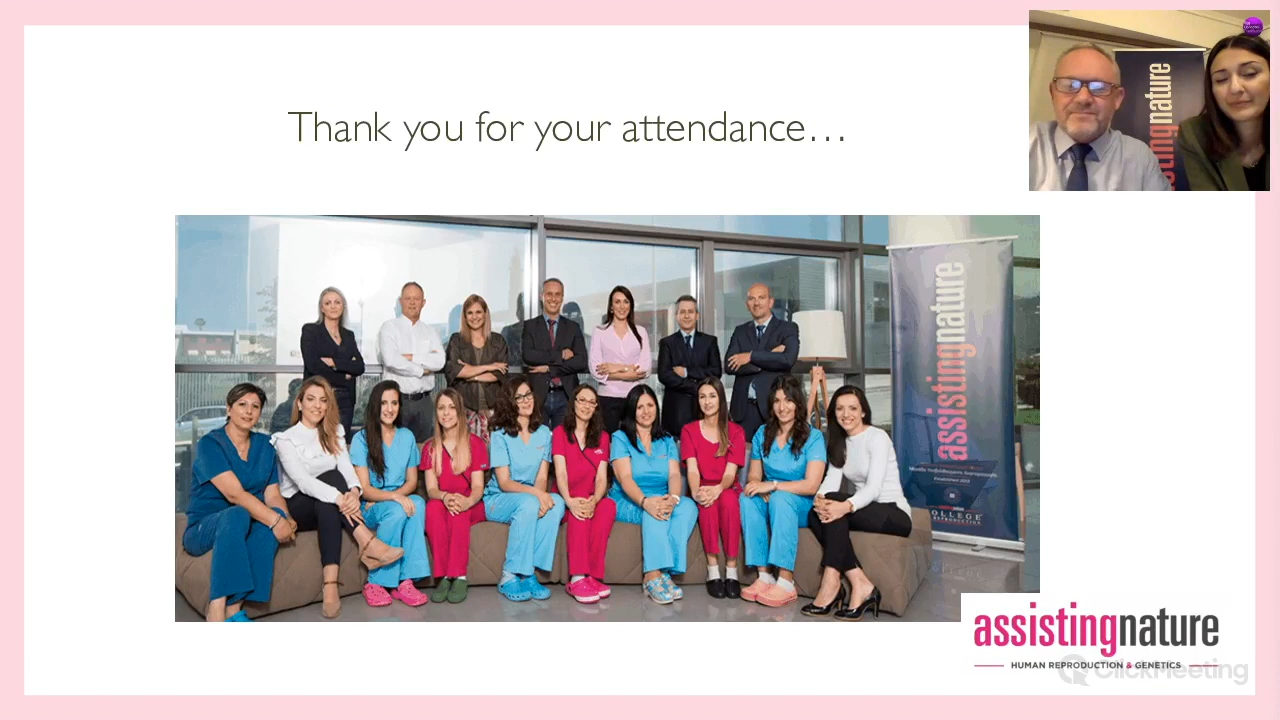 Thank you for your attendance…
assistingnature
assistingnature
HUMAN REPRODUCTION & GENETICS
ClickMeeting